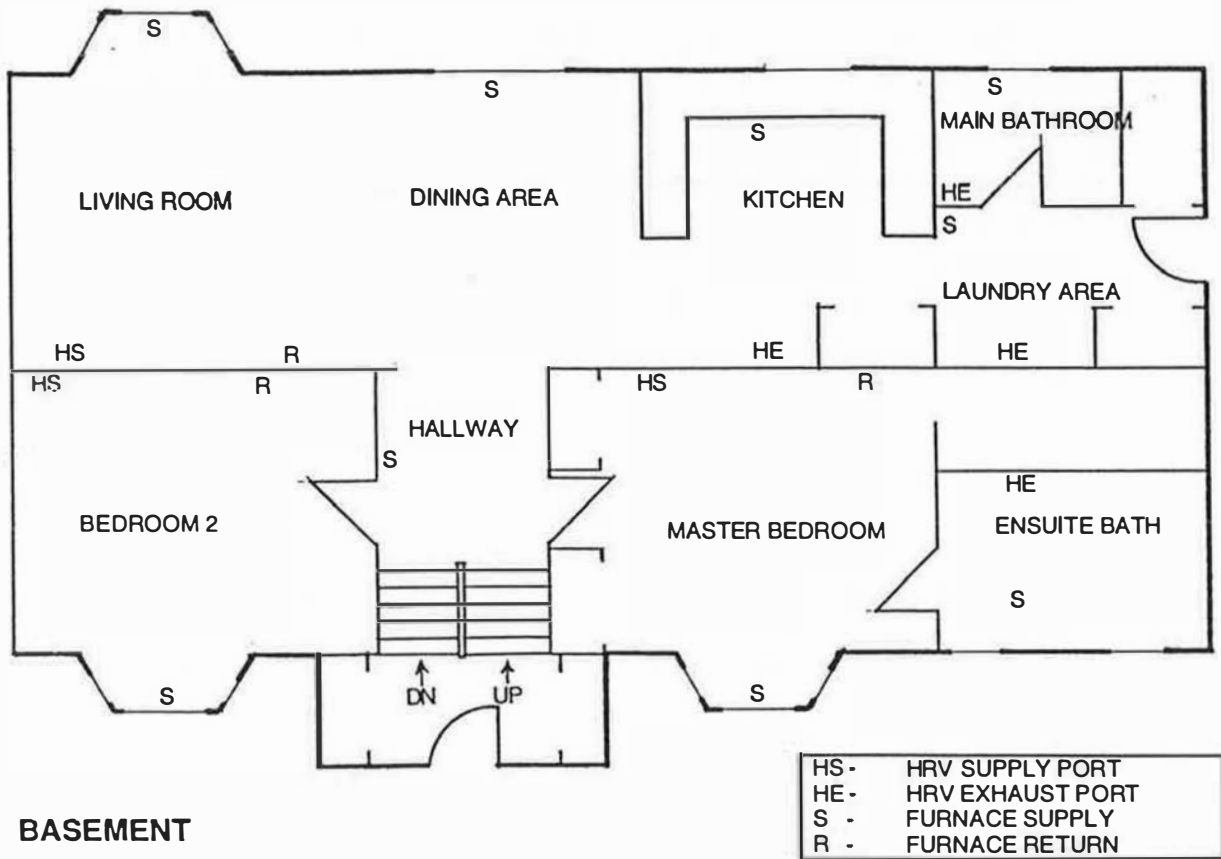 S
S
S
S
MAIN BATHROOM
LIVING ROOM
DINING AREA
KITCHEN
HE
S
LAUNDRY AREA
HS
R
HE
HE
HS
R
HS
R
HALLWAY
S
BEDROOM 2
MASTER BEDROOM
HE
ENSUITE BATH
S
S
DN
UP
S
BASEMENT
HS - HRV SUPPLY PORT
HE - HRV EXHAUST PORT
S - FURNACE SUPPLY
R - FURNACE RETURN